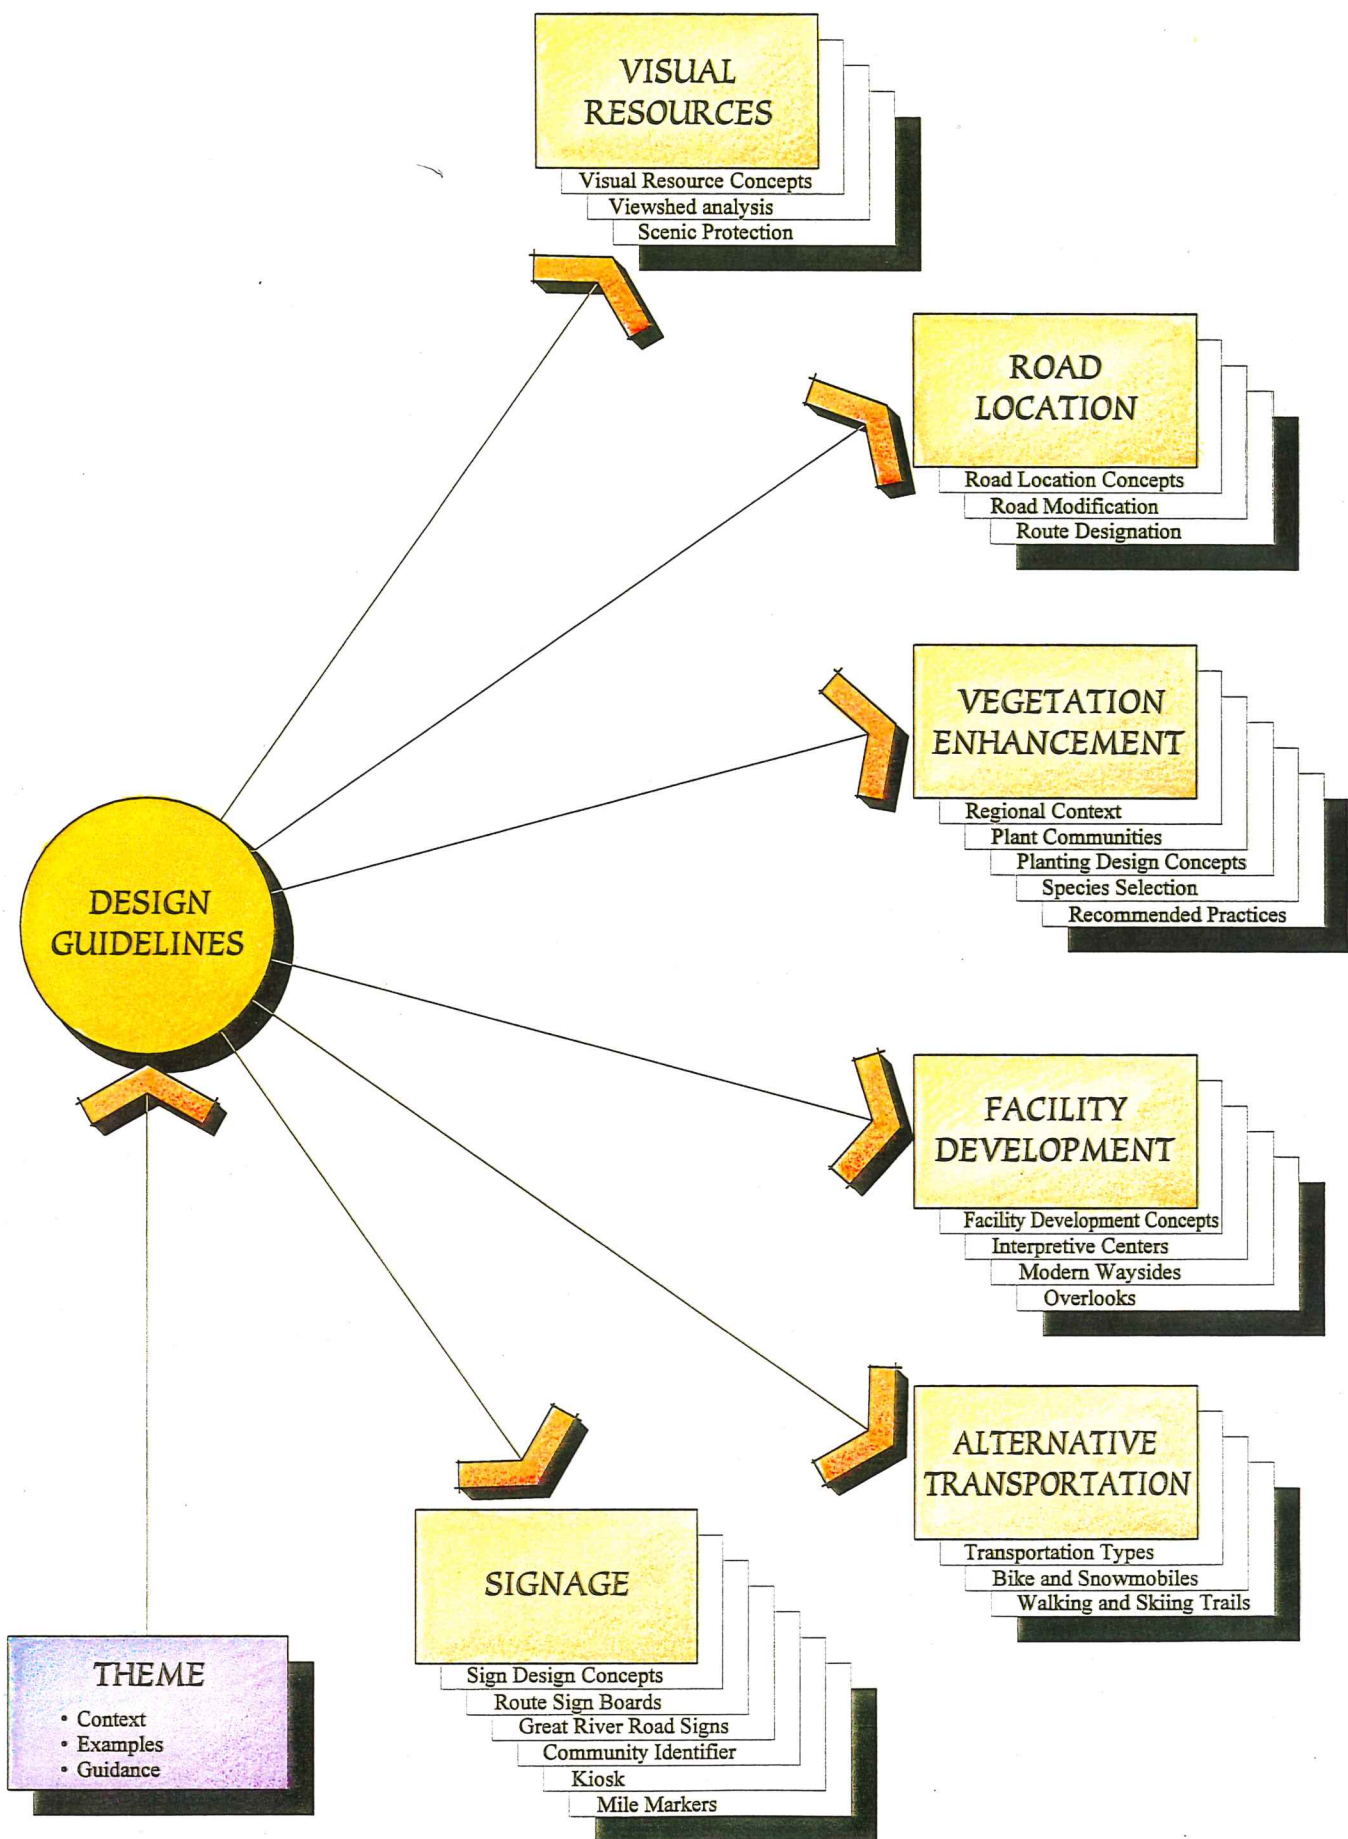 VISUAL
RESOURCES
Visual Resource Concepts
Viewshed analysis
Scenic Protection
ROAD
LOCATION
Road Location Concepts
Road Modification
Route Designation
VEGETATION
ENHANCEMENT
Regional Context
Plant Communities
Planting Design Concepts
Species Selection
Recommended Practices
DESIGN
GUIDELINES
FACILITY
DEVELOPMENT
Facility Development Concepts
Interpretive Centers
Modern Waysides
Overlooks
ALTERNATIVE
TRANSPORTATION
Transportation Types
Bike and Snowmobiles
Walking and Skiing Trails
SIGNAGE
Sign Design Concepts
Route Sign Boards
Great River Road Signs
Community Identifier
Kiosk
Mile Markers
THEME
• Context
• Examples
• Guidance